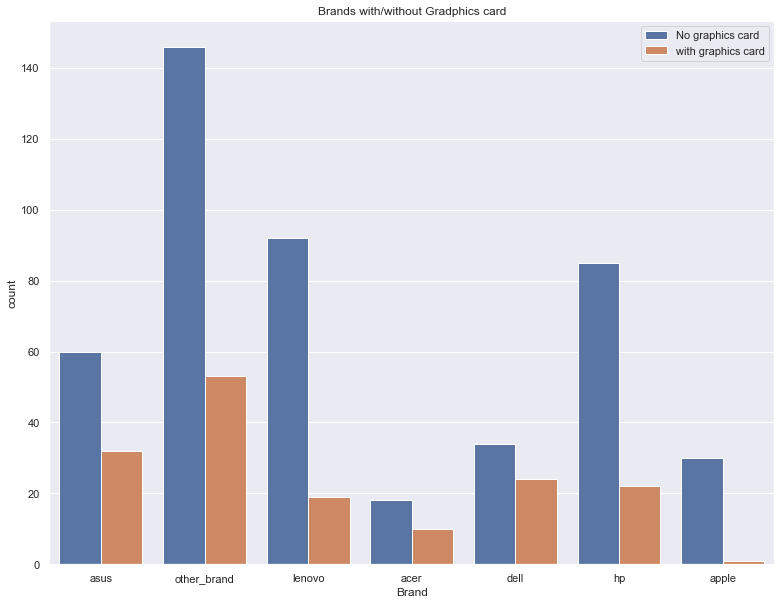 Brands with/without Gradphics card
No graphics card
with graphics card
140
120
100
80
60
40
20
0
count
asus other_brand lenovo acer dell hp apple
Brand